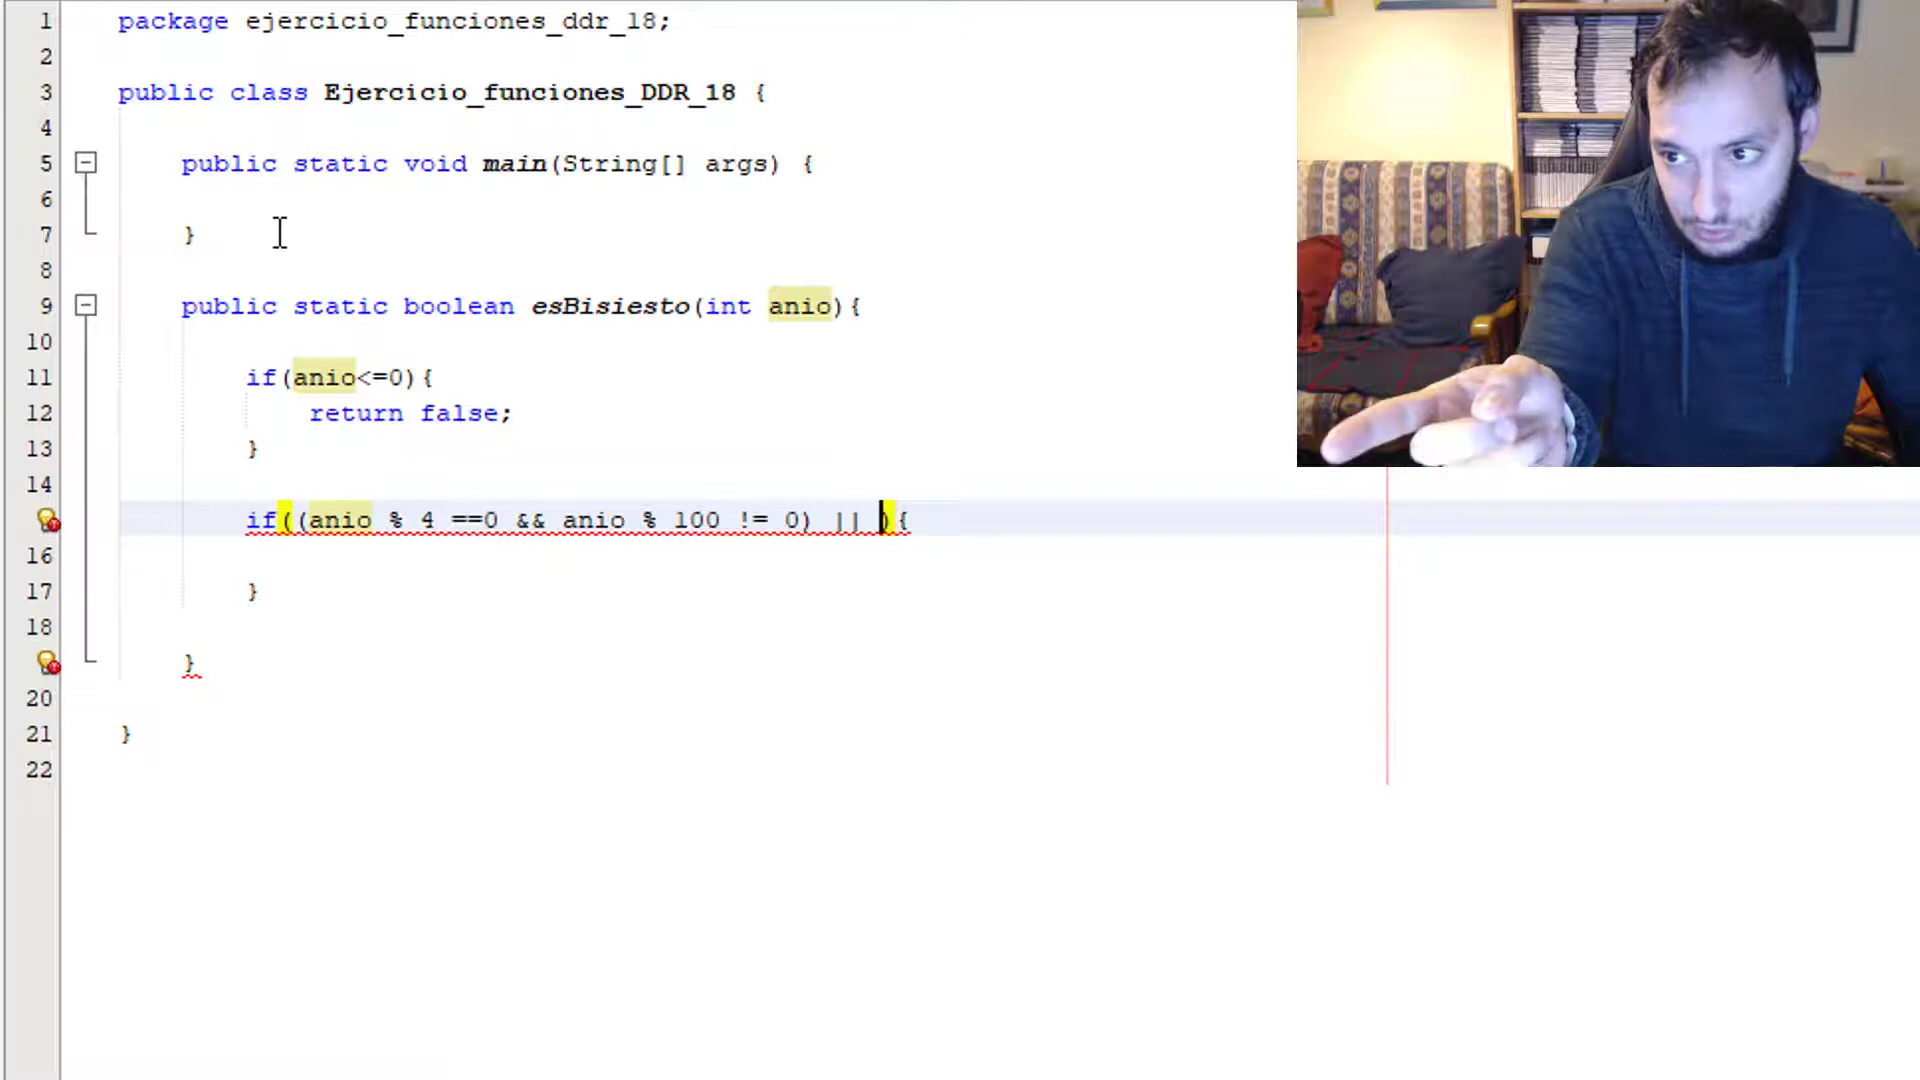 1 package ejercicio_funciones_ddr_18;
2
3 public class Ejercicio_funciones_DDR_18 {
4
5 public static void main(String[] args) {
6
7 }
8
9 public static boolean esBisiesto(int anio){
10
11 if(anio<=0){
12 return false;
13 }
14
if((anio % 4 ==0 && anio % 100 != 0) || ){
16
17 }
18
}
20
21 }
22